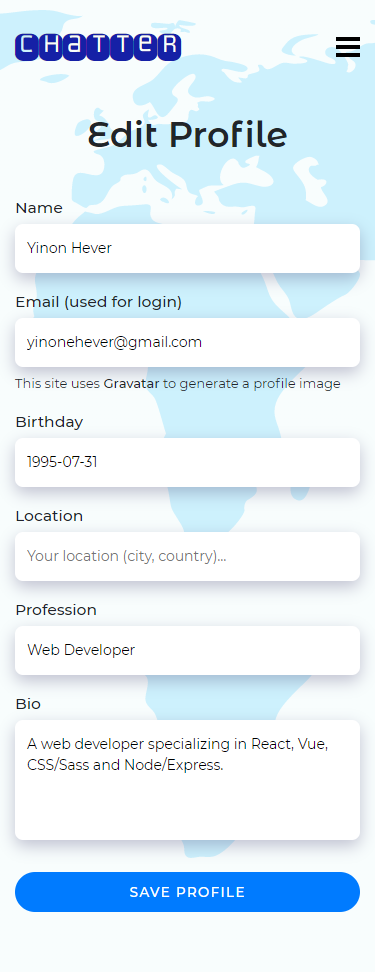 CHATTER
Edit Profile
Name
Yinon Hever
Email (used for login)
yinonehever@gmail.com
This site uses Gravatar to generate a profile image
Birthday
1995-07-31
Location
Your location (city, country)...
Profession
Web Developer
Bio
A web developer specializing in React, Vue,
CSS/Sass and Node/Express.
SAVE PROFILE